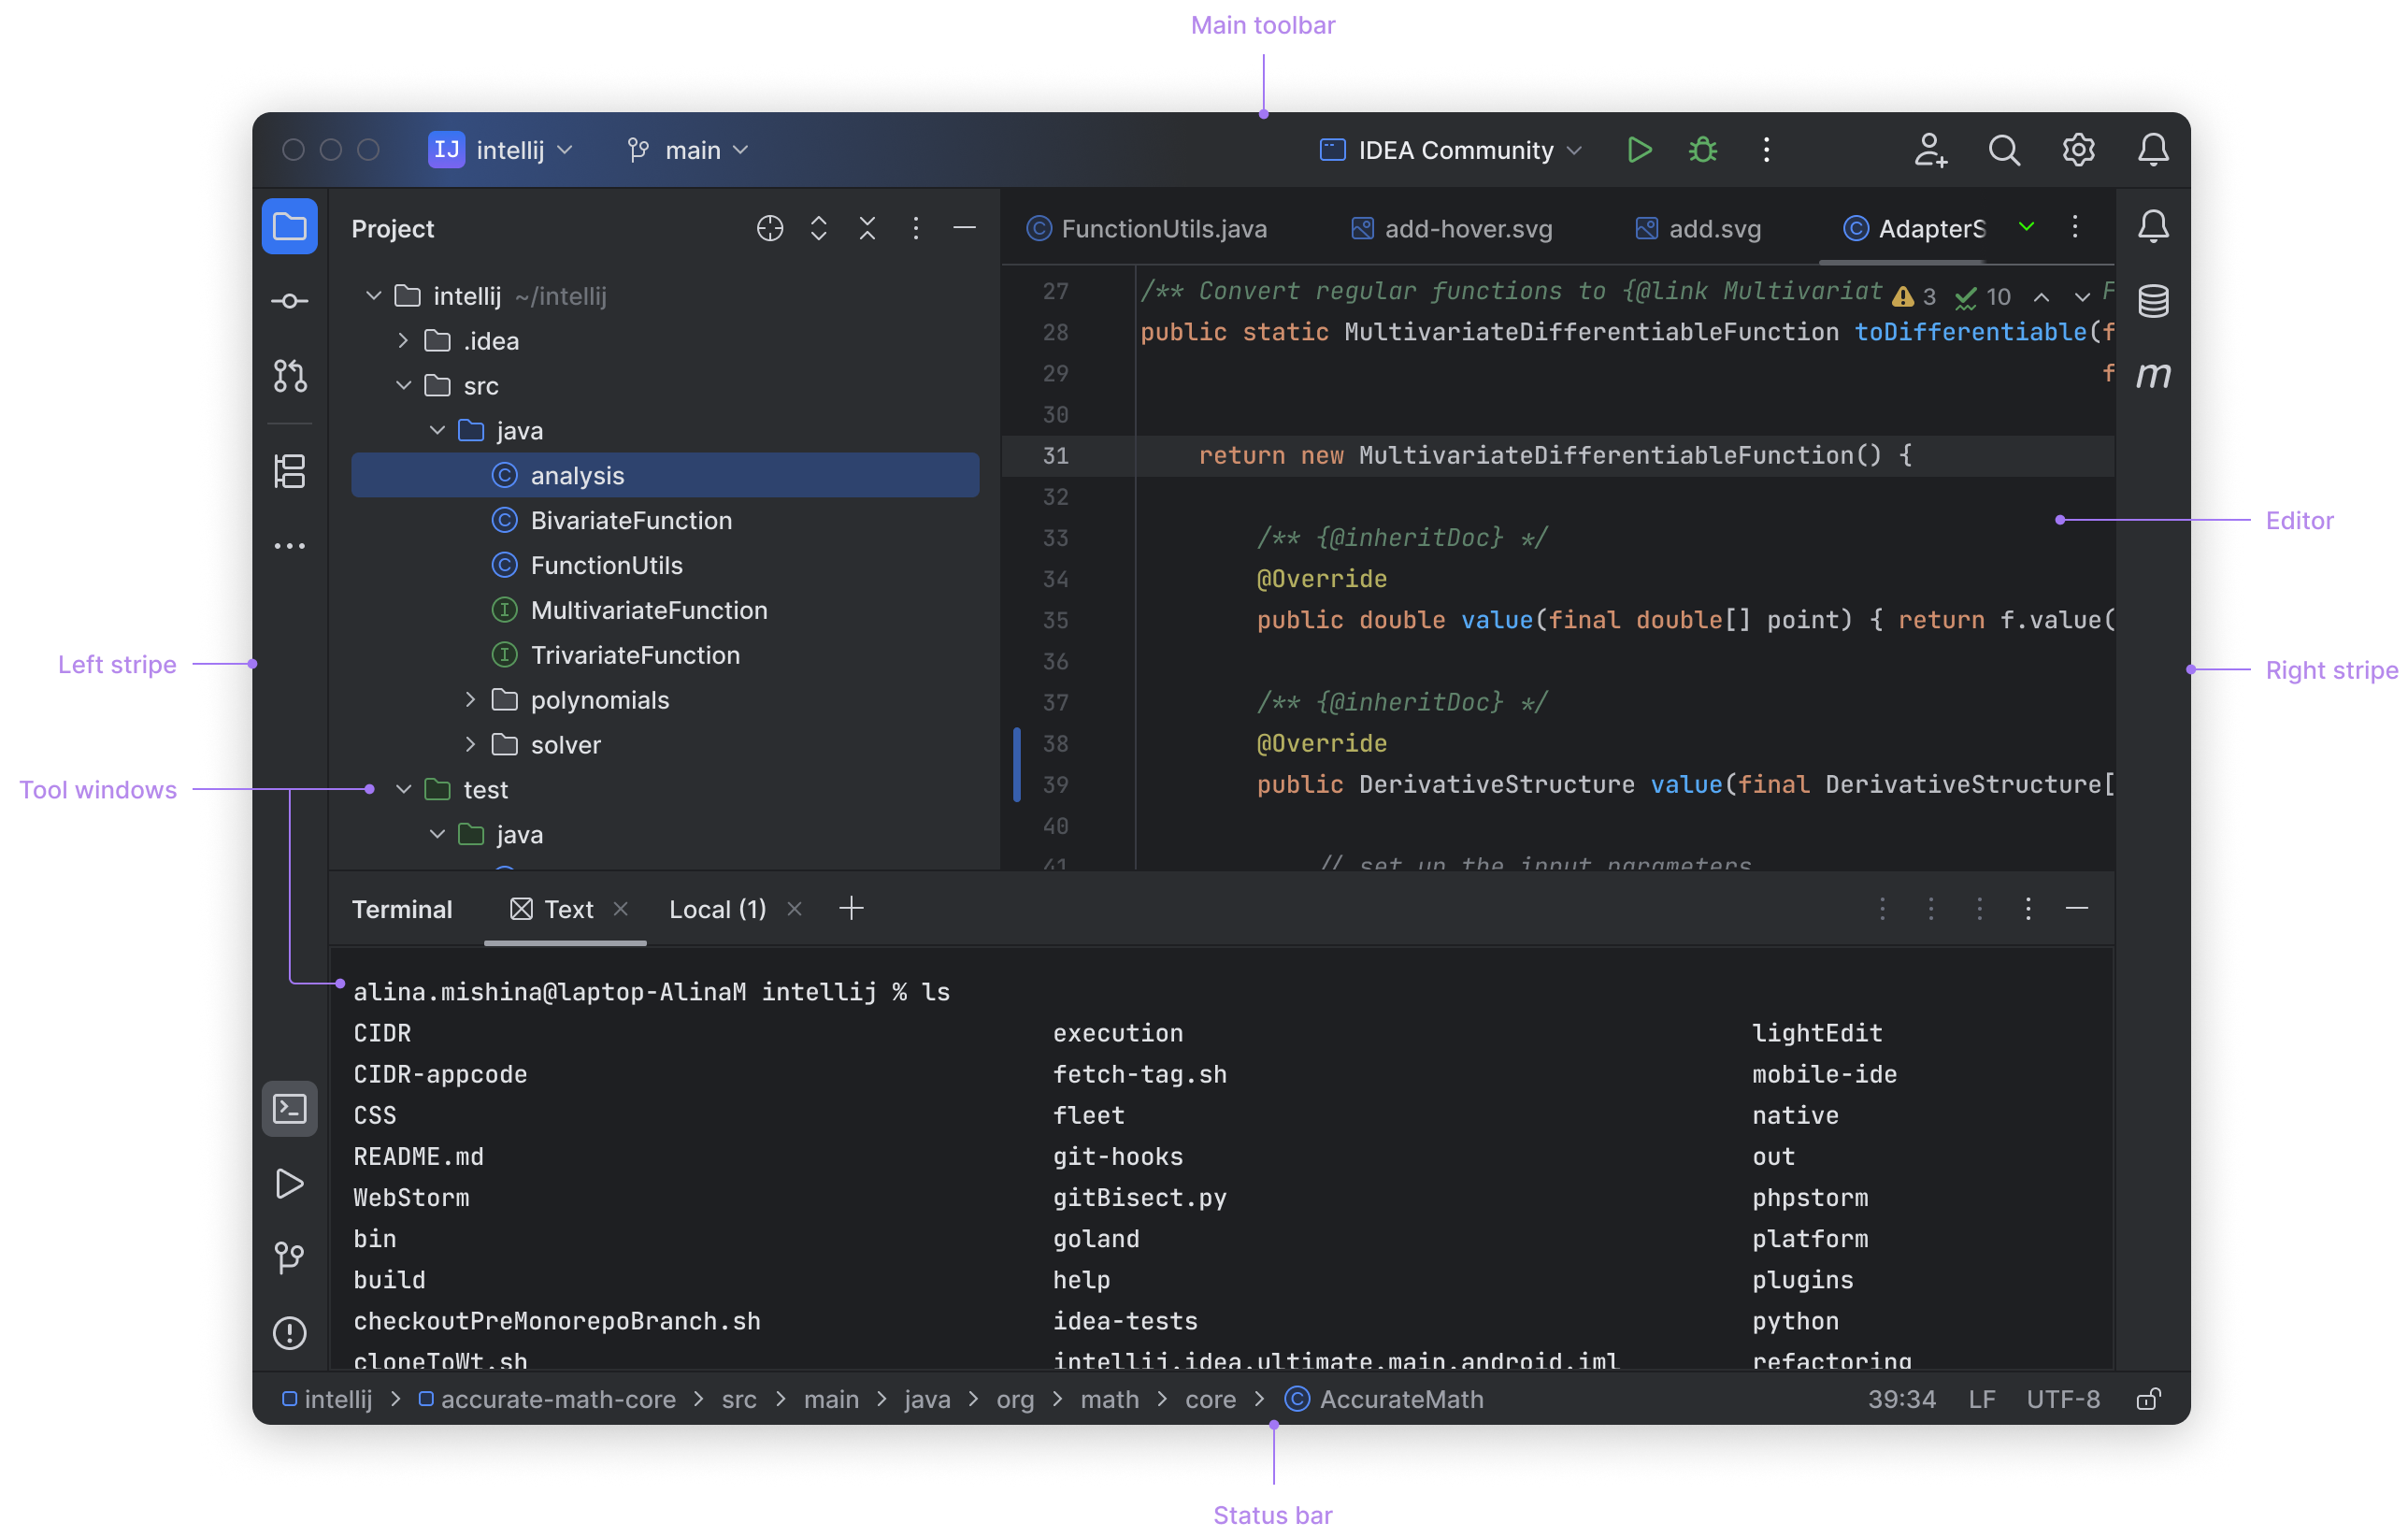 Main toolbar
IJ intellij main IDEA Community
Project
FunctionUtils.java add-hover.svg add.svg AdapterS
intellij ~/intellij
.idea
src
java
analysis
BivariateFunction
FunctionUtils
MultivariateFunction
TrivariateFunction
polynomials
solver
test
java
27 /** Convert regular functions to {@link Multivariat 3 10 F
28 public static MultivariateDifferentiableFunction toDifferentiable(f
29 f
30
31 return new MultivariateDifferentiableFunction() {
32
33 /** {@inheritDoc} */
34 @Override
35 public double value(final double[] point) { return f.value(
36
37 /** {@inheritDoc} */
38 @Override
39 public DerivativeStructure value(final DerivativeStructure[
40
41 // set up the input parameters
m
Editor
Left stripe
Right stripe
Tool windows
Terminal Text Local (1)
alina.mishina@laptop-AlinaM intellij % ls
CIDR execution lightEdit
CIDR-appcode fetch-tag.sh mobile-ide
CSS fleet native
README.md git-hooks out
WebStorm gitBisect.py phpstorm
bin goland platform
build help plugins
checkoutPreMonorepoBranch.sh idea-tests python
cloneToWt.sh intellij.idea.ultimate.main.android.iml refactoring
intellij > accurate-math-core > src > main > java > org > math > core > AccurateMath 39:34 LF UTF-8
Status bar